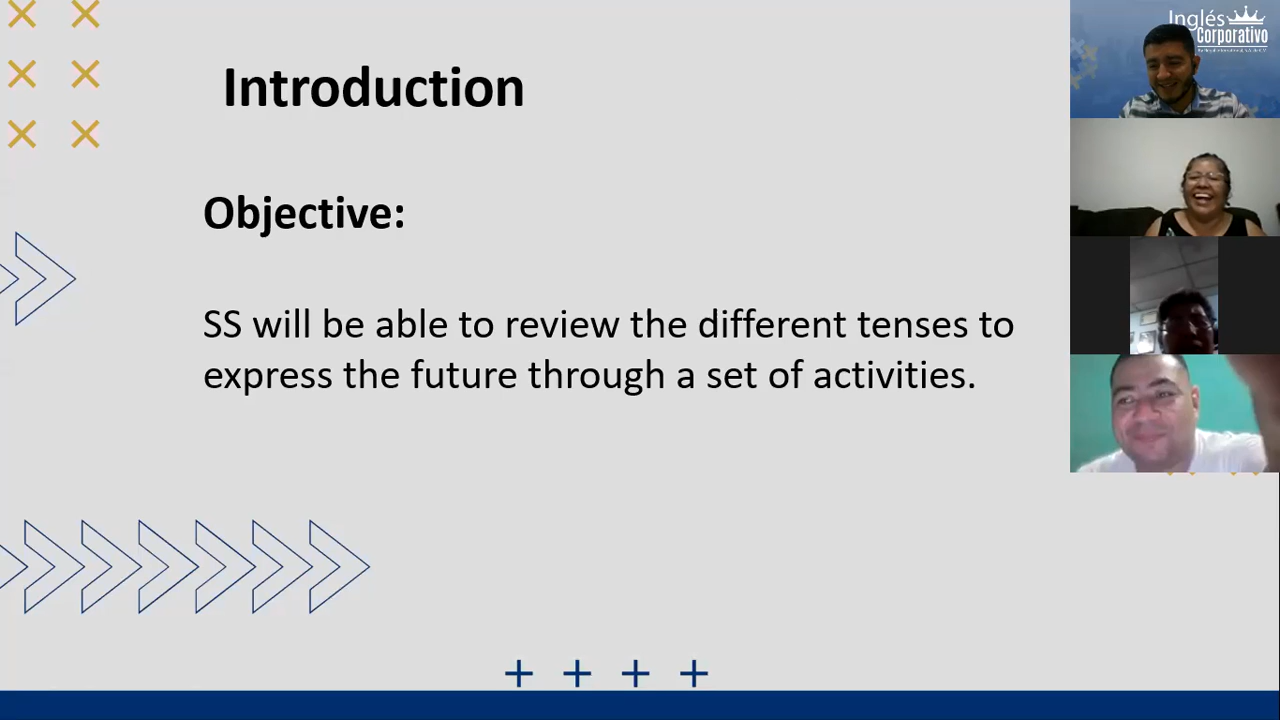 Introduction
Inglés
Corporativo
Objective:
SS will be able to review the different tenses to
express the future through a set of activities.